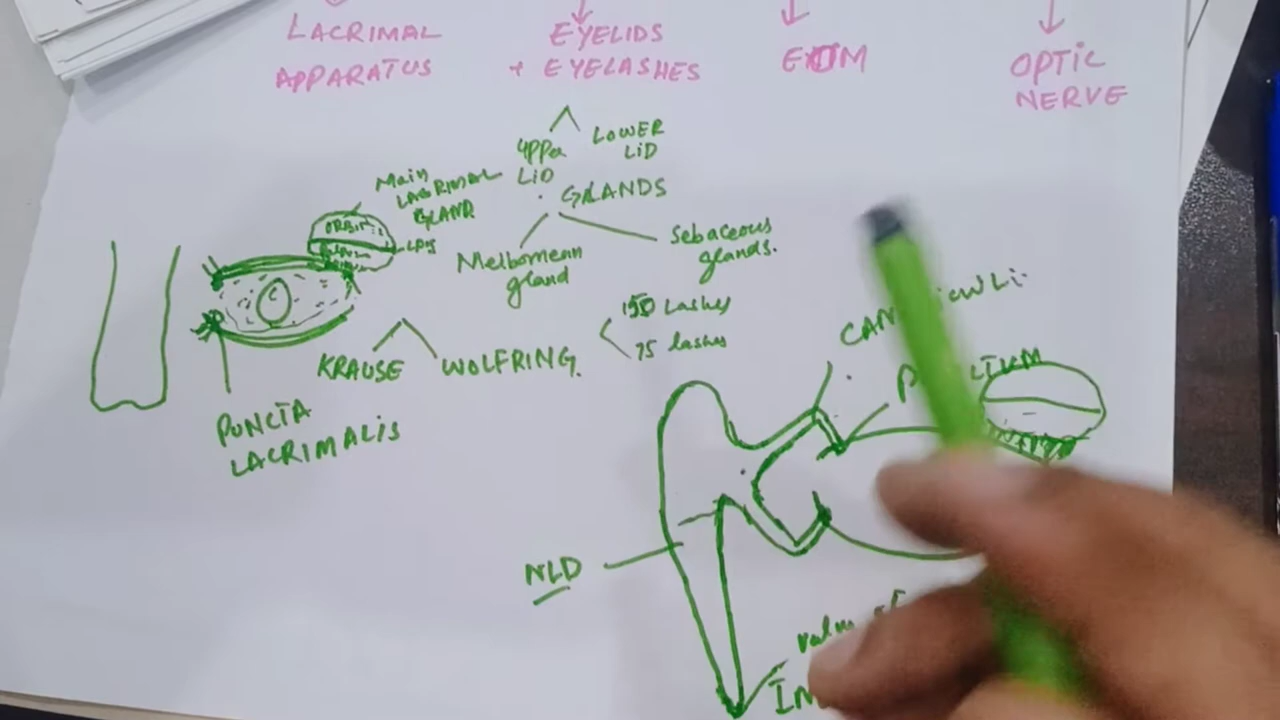 LACRIMAL
APPARATUS
EYELIDS
+ EYELASHES
EOM
OPTIC
NERVE
Upper
LID
LOWER
LID
GLANDS
Main
LACRIMAL
GLAND
ORBIT
LPS
Meibomean
gland
Sebaceous
glands.
150 Lashes
75 lashes
KRAUSE
WOLFRING.
PUNCTA
LACRIMALIS
NLD